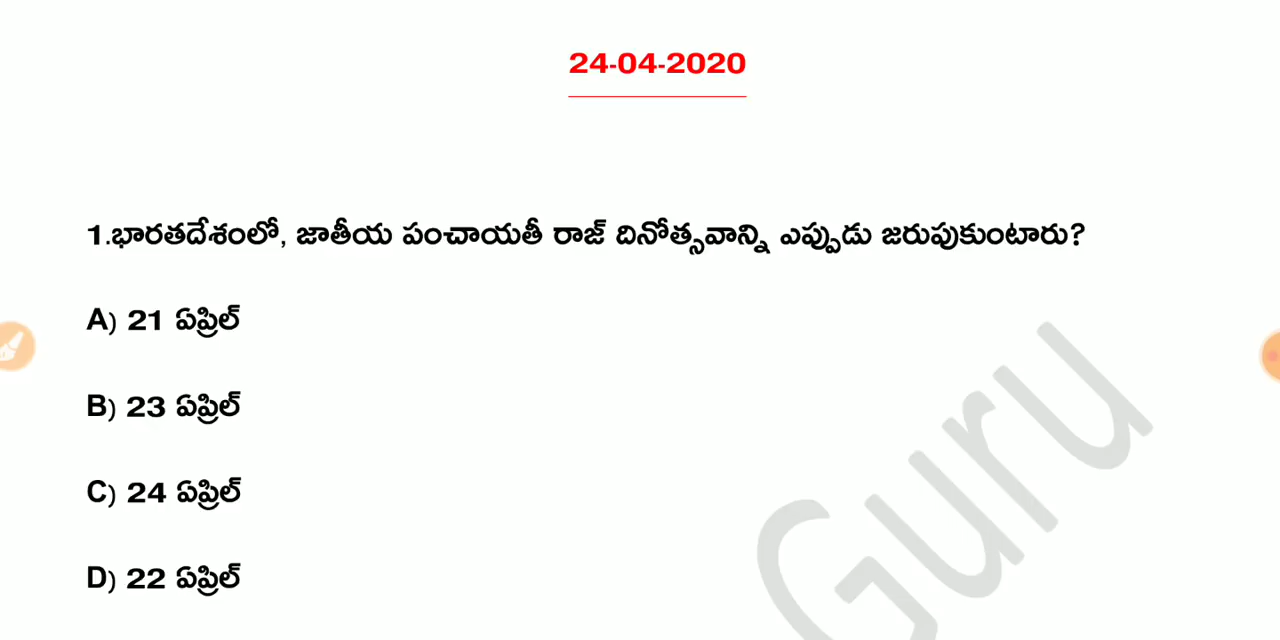 24-04-2020
1.భారతదేశంలో, జాతీయ పంచాయతీ రాజ్ దినోత్సవాన్ని ఎప్పుడు జరుపుకుంటారు?
A) 21 ఏప్రిల్
B) 23 ఏప్రిల్
C) 24 ఏప్రిల్
D) 22 ఏప్రిల్
Guru